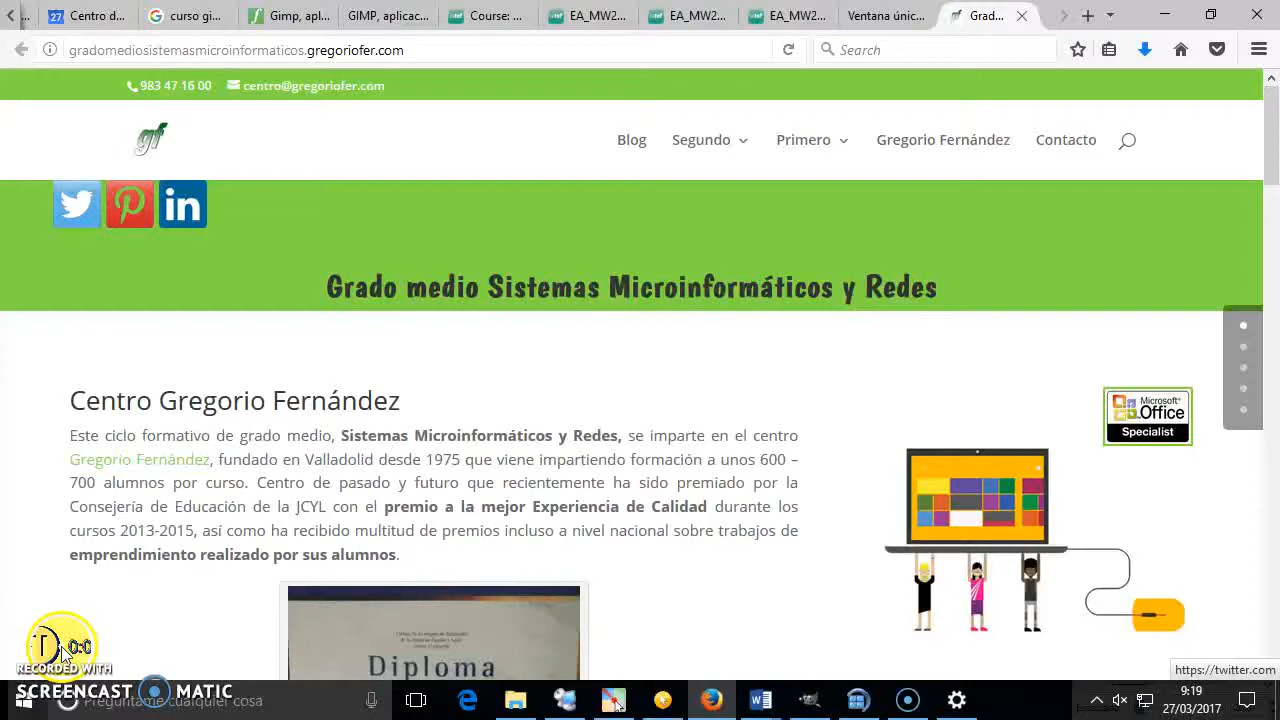 Centro d...
Gimp, d...
GIMP, aplicac
Course:
EA_MW2...
EA_MW2...
EA_MW2...
Ventana únic...
Grad...
gradomediosistemasmicroinformaticos.gregoriofer.com
Search
983 47 16 00
centro@gregoriofer.com
gf
Blog
Segundo
Primero
Gregorio Fernández
Contacto
in
Grado medio Sistemas Microinformáticos y Redes
Centro Gregorio Fernández
Este ciclo formativo de grado medio, Sistemas Microinformáticos y Redes, se imparte en el centro
Gregorio Fernández, fundado en Valladolid desde 1975 que viene impartiendo formación a unos 600 –
700 alumnos por curso. Centro de pasado y futuro que recientemente ha sido premiado por la
Consejería de Educación de la JCYL con el premio a la mejor Experiencia de Calidad durante los
cursos 2013-2015, así como ha recibido multitud de premios incluso a nivel nacional sobre trabajos de
emprendimiento realizado por sus alumnos.
Microsoft
Office
Specialist
Diploma
https://twitter.com
RECORDED WITH
SCREENCAST MATIC
Pregúntame cualquier cosa
9:19
27/03/2017